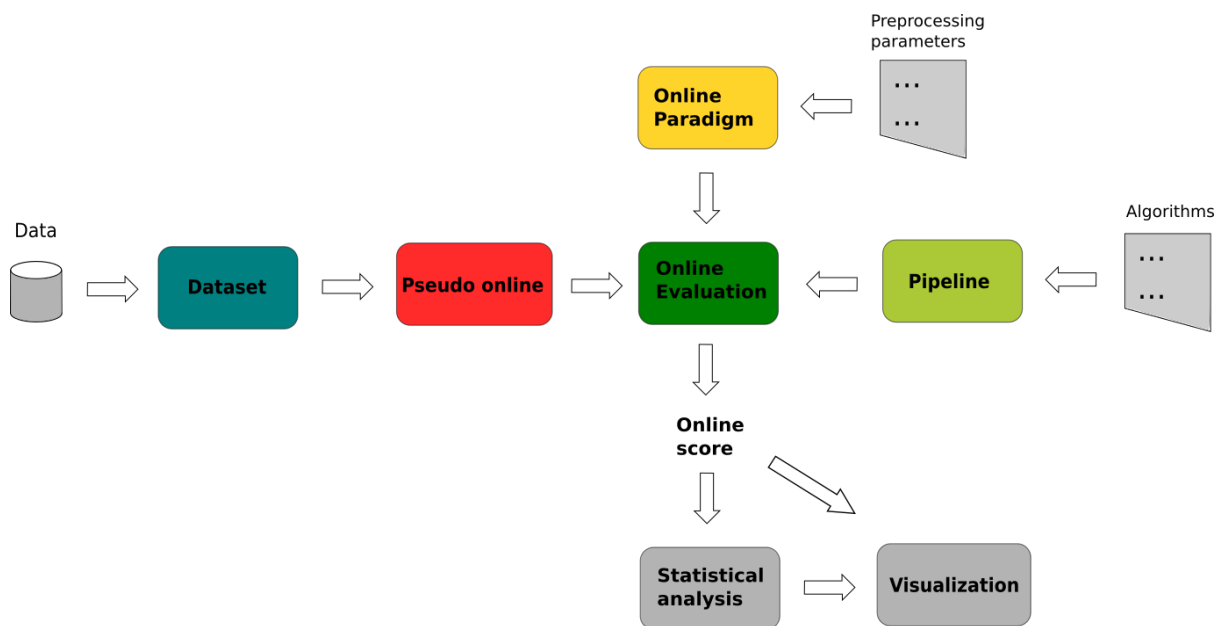 Preprocessing
parameters
...
...
Online
Paradigm
Data
Dataset
Pseudo online
Online
Evaluation
Pipeline
Algorithms
...
...
Online
score
Statistical
analysis
Visualization